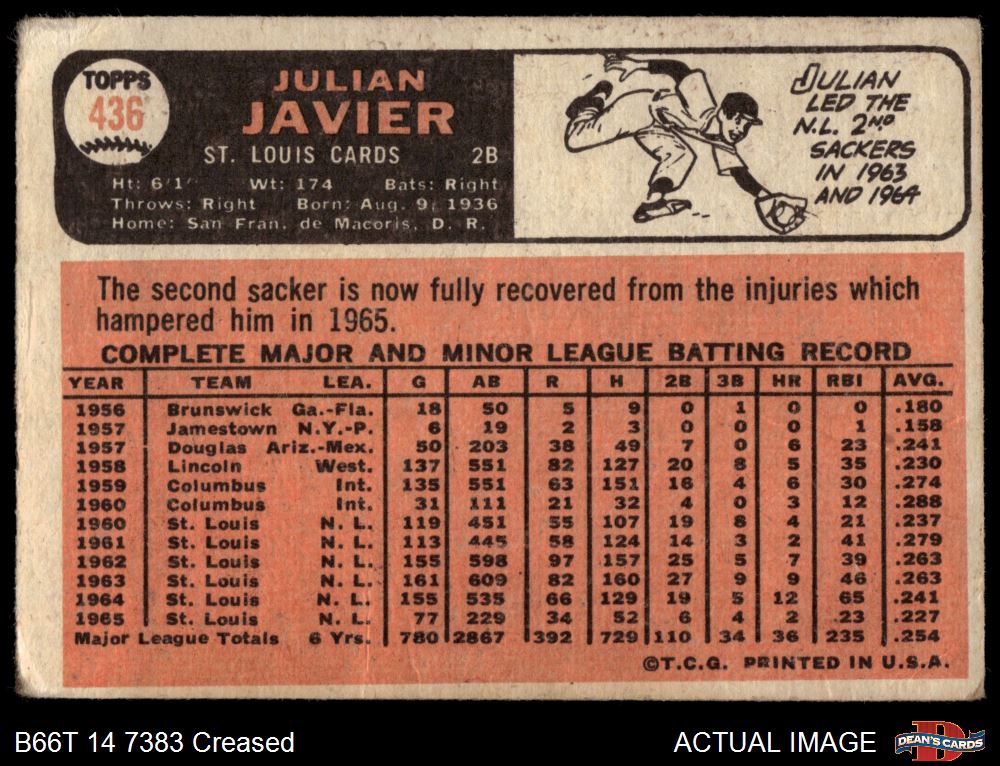 TOPPS
436
JULIAN
JAVIER
ST. LOUIS CARDS 2B
Ht: 6'1" Wt: 174 Bats: Right
Throws: Right Born: Aug. 9, 1936
Home: San Fran. de Macoris, D. R.
JULIAN
LED THE
N.L. 2ND
SACKERS
IN 1963
AND 1964
The second sacker is now fully recovered from the injuries which
hampered him in 1965.
COMPLETE MAJOR AND MINOR LEAGUE BATTING RECORD
YEAR TEAM LEA. G AB R H 2B 3B HR RBI AVG.
1956 Brunswick Ga.-Fla. 18 50 5 9 0 1 0 0 .180
1957 Jamestown N.Y.-P. 6 19 2 3 0 0 0 1 .158
1957 Douglas Ariz.-Mex. 50 203 38 49 7 0 6 23 .241
1958 Lincoln West. 137 551 82 127 20 8 5 35 .230
1959 Columbus Int. 135 551 63 151 16 4 6 30 .274
1960 Columbus Int. 31 111 21 32 4 0 3 12 .288
1960 St. Louis N. L. 119 451 55 107 19 8 4 21 .237
1961 St. Louis N. L. 113 445 58 124 14 3 2 41 .279
1962 St. Louis N. L. 155 598 97 157 25 5 7 39 .263
1963 St. Louis N. L. 161 609 82 160 27 9 9 46 .263
1964 St. Louis N. L. 155 535 66 129 19 5 12 65 .241
1965 St. Louis N. L. 77 229 34 52 6 4 2 23 .227
Major League Totals 6 Yrs. 780 2867 392 729 110 34 36 235 .254
©T.C.G. PRINTED IN U.S.A.
B66T 14 7383 Creased
ACTUAL IMAGE
DEAN'S CARDS